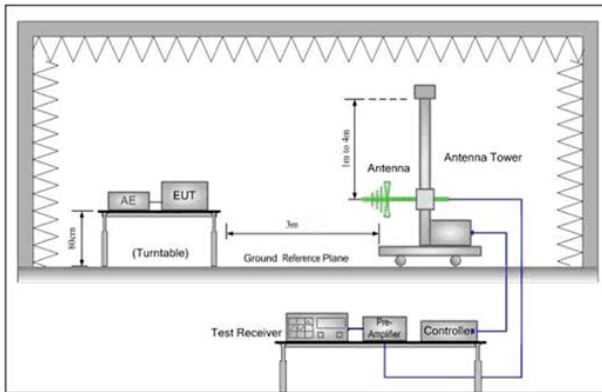 1m to 4m
Antenna
Antenna Tower
AE
EUT
80cm
(Turntable)
3m
Ground Reference Plane
Test Receiver
Pre-
Amplifier
Controller